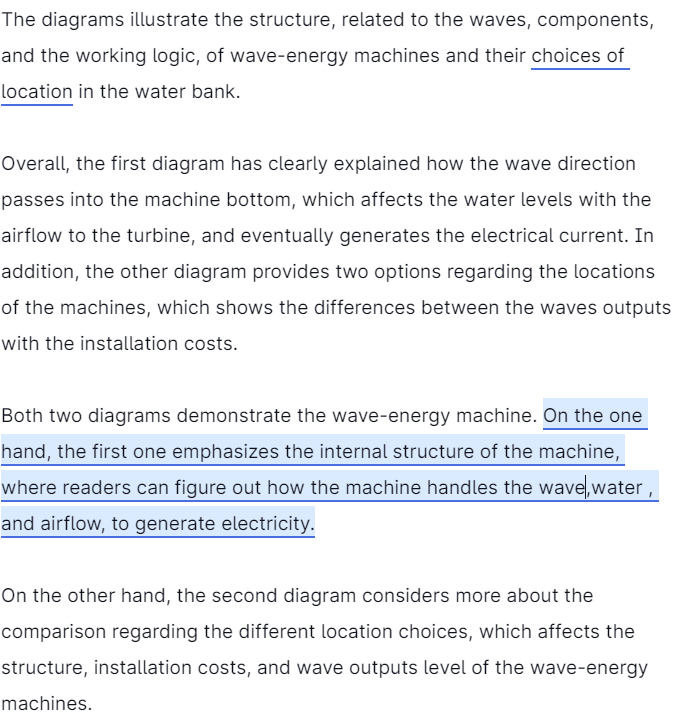 The diagrams illustrate the structure, related to the waves, components,
and the working logic, of wave-energy machines and their choices of
location in the water bank.
Overall, the first diagram has clearly explained how the wave direction
passes into the machine bottom, which affects the water levels with the
airflow to the turbine, and eventually generates the electrical current. In
addition, the other diagram provides two options regarding the locations
of the machines, which shows the differences between the waves outputs
with the installation costs.
Both two diagrams demonstrate the wave-energy machine. On the one
hand, the first one emphasizes the internal structure of the machine,
where readers can figure out how the machine handles the wave,water ,
and airflow, to generate electricity.
On the other hand, the second diagram considers more about the
comparison regarding the different location choices, which affects the
structure, installation costs, and wave outputs level of the wave-energy
machines.